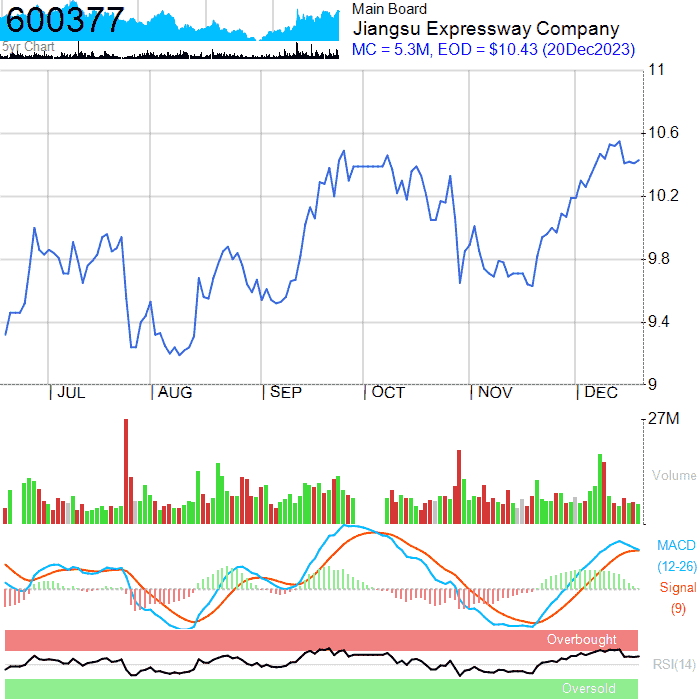 600377
5yr Chart
Main Board
Jiangsu Expressway Company
MC = 5.3M, EOD = $10.43 (20Dec2023)
11
10.6
10.2
9.8
9.4
9
JUL
AUG
SEP
OCT
NOV
DEC
27M
Volume
MACD
(12-26)
Signal
(9)
Overbought
RSI(14)
Oversold